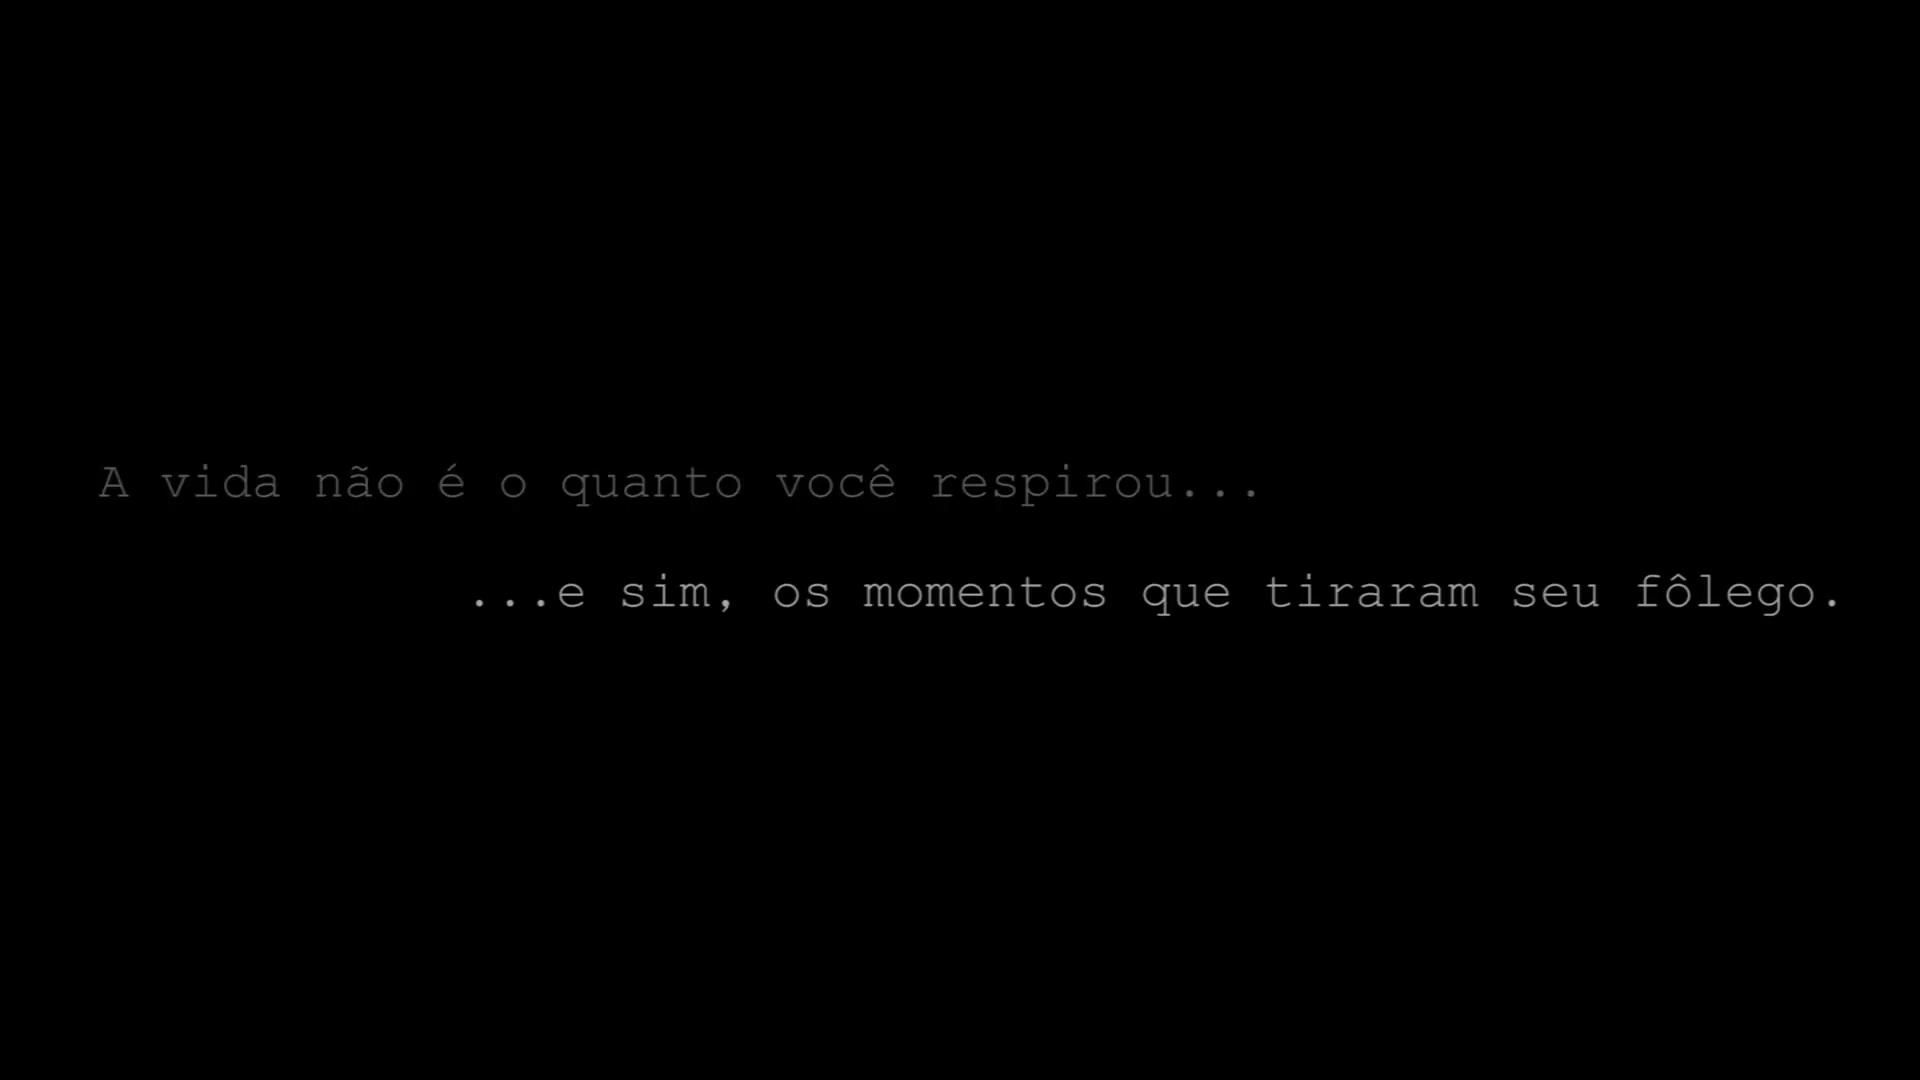 A vida não é o quanto você respirou...
...e sim, os momentos que tiraram seu fôlego.